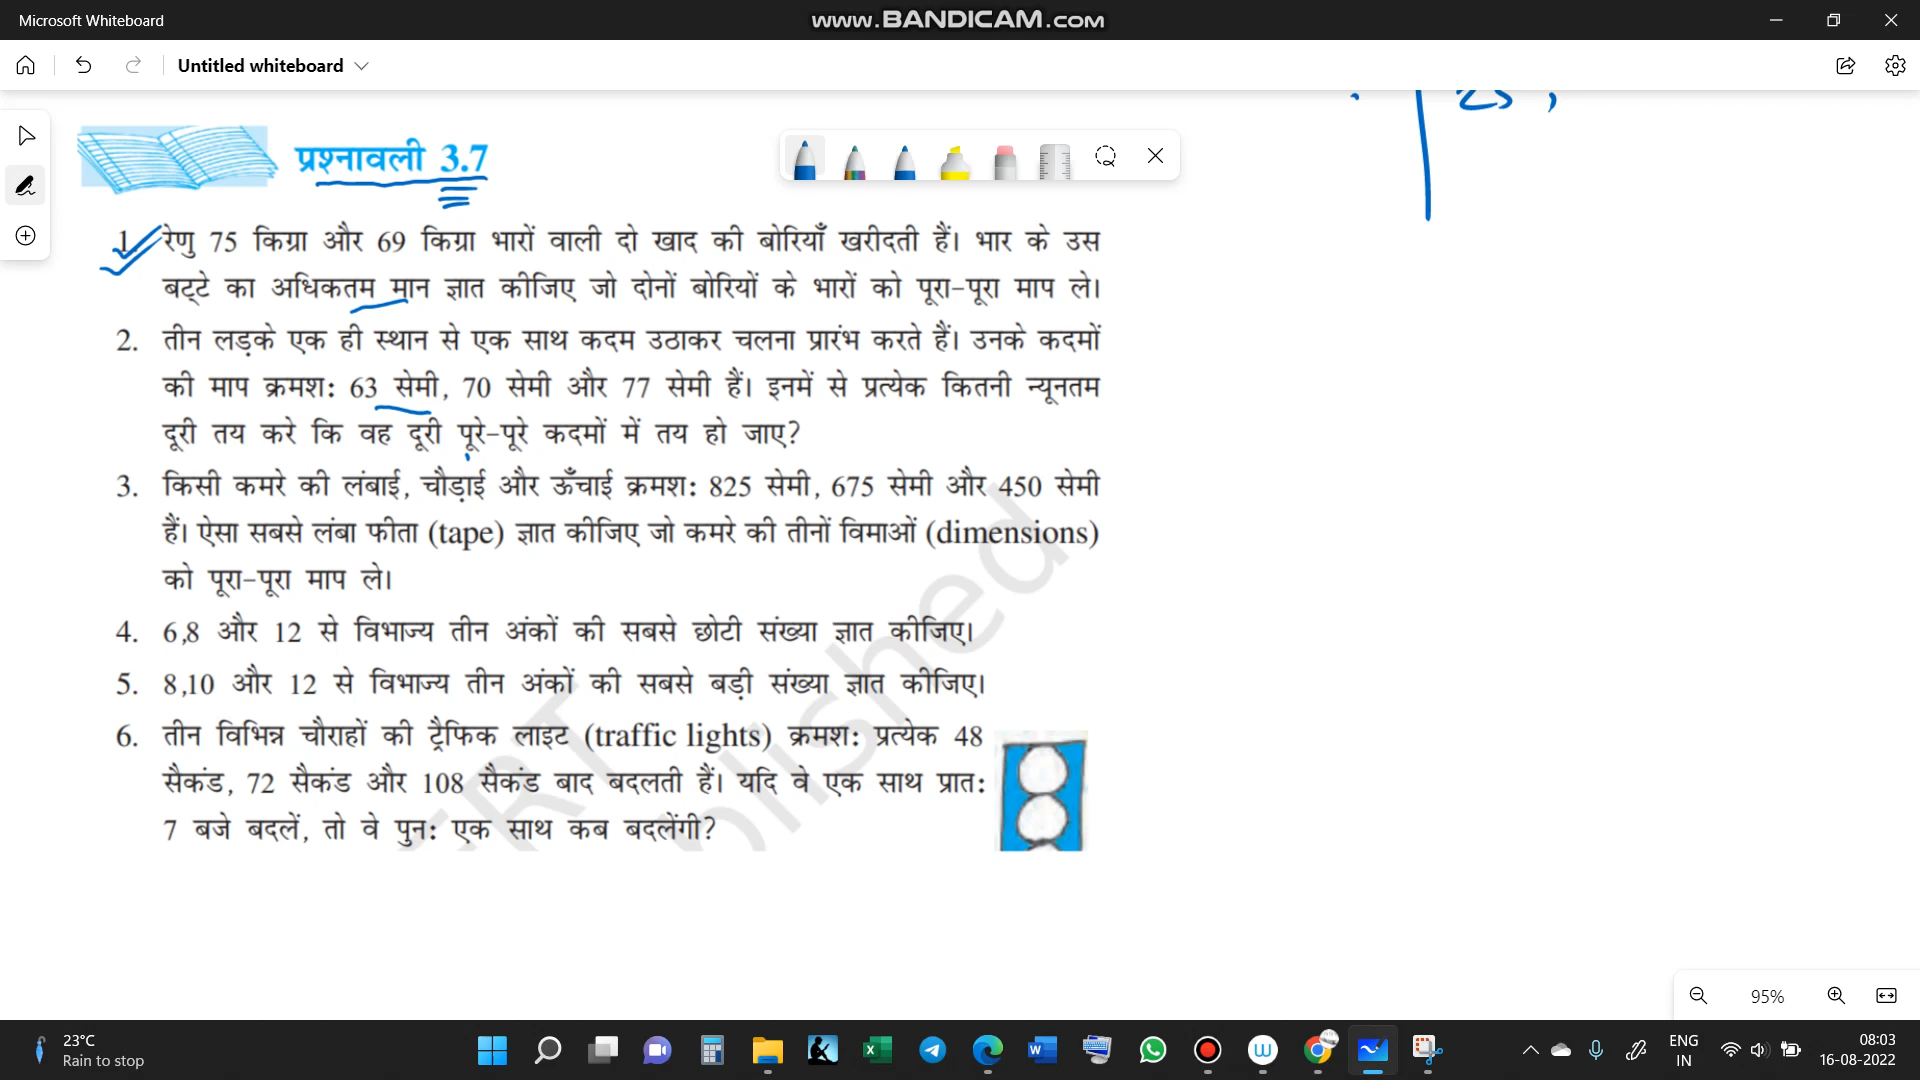 Microsoft Whiteboard
www.BANDICAM.com
Untitled whiteboard
25 ,
प्रश्नावली 3.7
1. रेणु 75 किग्रा और 69 किग्रा भारों वाली दो खाद की बोरियाँ खरीदती हैं। भार के उस
बट्टे का अधिकतम मान ज्ञात कीजिए जो दोनों बोरियों के भारों को पूरा-पूरा माप ले।
2. तीन लड़के एक ही स्थान से एक साथ कदम उठाकर चलना प्रारंभ करते हैं। उनके कदमों
की माप क्रमश: 63 सेमी, 70 सेमी और 77 सेमी हैं। इनमें से प्रत्येक कितनी न्यूनतम
दूरी तय करे कि वह दूरी पूरे-पूरे कदमों में तय हो जाए?
3. किसी कमरे की लंबाई, चौड़ाई और ऊँचाई क्रमश: 825 सेमी, 675 सेमी और 450 सेमी
हैं। ऐसा सबसे लंबा फीता (tape) ज्ञात कीजिए जो कमरे की तीनों विमाओं (dimensions)
को पूरा-पूरा माप ले।
4. 6,8 और 12 से विभाज्य तीन अंकों की सबसे छोटी संख्या ज्ञात कीजिए।
5. 8,10 और 12 से विभाज्य तीन अंकों की सबसे बड़ी संख्या ज्ञात कीजिए।
6. तीन विभिन्न चौराहों की ट्रैफिक लाइट (traffic lights) क्रमश: प्रत्येक 48
सैकंड, 72 सैकंड और 108 सैकंड बाद बदलती हैं। यदि वे एक साथ प्रात:
7 बजे बदलें, तो वे पुन: एक साथ कब बदलेंगी?
95%
23°C
Rain to stop
ENG
IN
08:03
16-08-2022